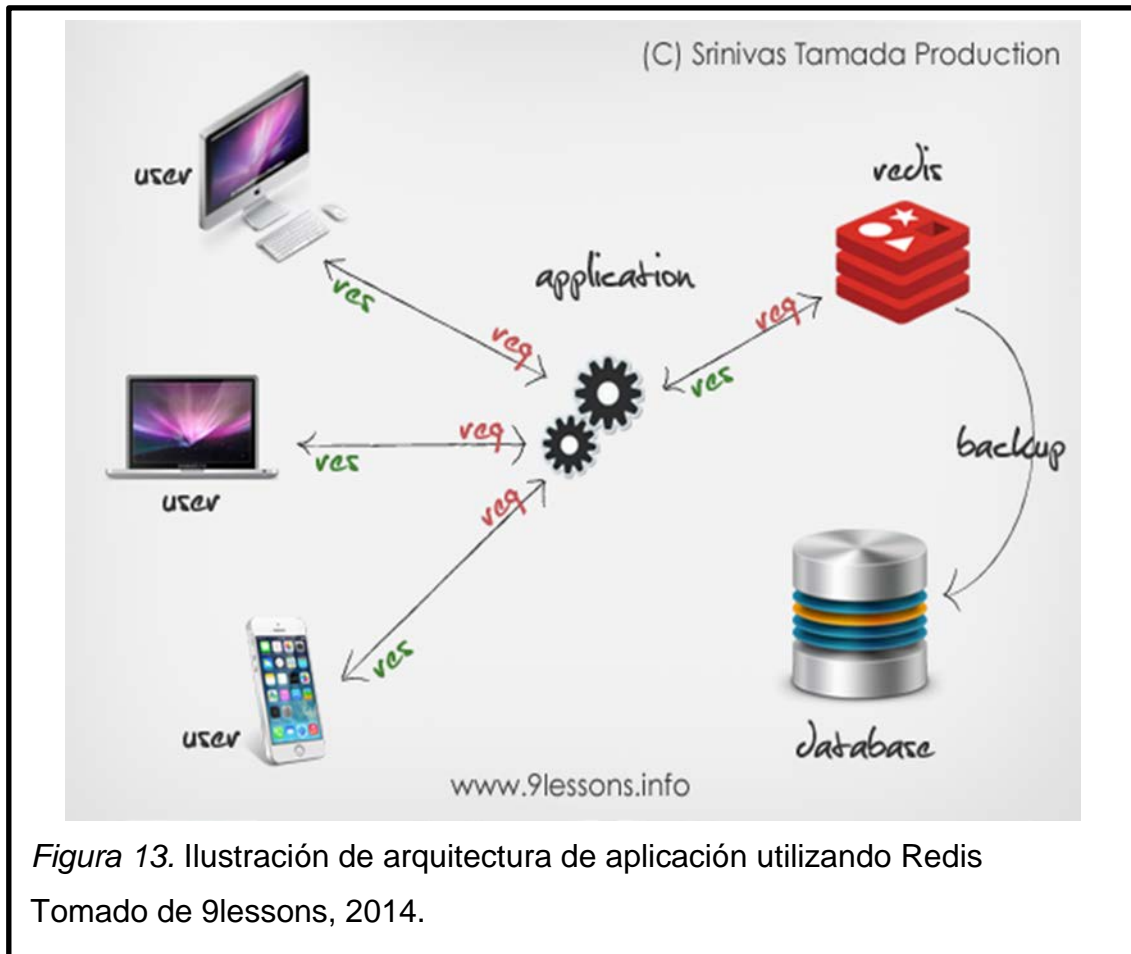 (C) Srinivas Tamada Production
user
redis
application
res
req
req
res
req
res
backup
user
req
res
user
database
www.9lessons.info
Figura 13. Ilustración de arquitectura de aplicación utilizando Redis
Tomado de 9lessons, 2014.